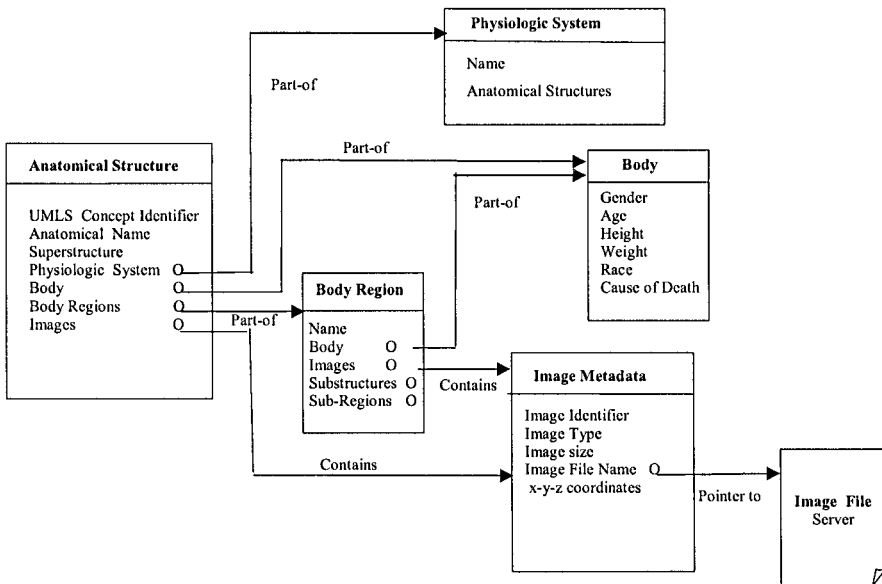 Physiologic System
Name
Anatomical Structures
Part-of
Anatomical Structure
UMLS Concept Identifier
Anatomical Name
Superstructure
Physiologic System O
Body O
Body Regions O
Images O
Part-of
Body
Gender
Age
Height
Weight
Race
Cause of Death
Part-of
Part-of
Body Region
Name
Body O
Images O
Substructures O
Sub-Regions O
Contains
Contains
Image Metadata
Image Identifier
Image Type
Image size
Image File Name O
x-y-z coordinates
Pointer to
Image File
Server